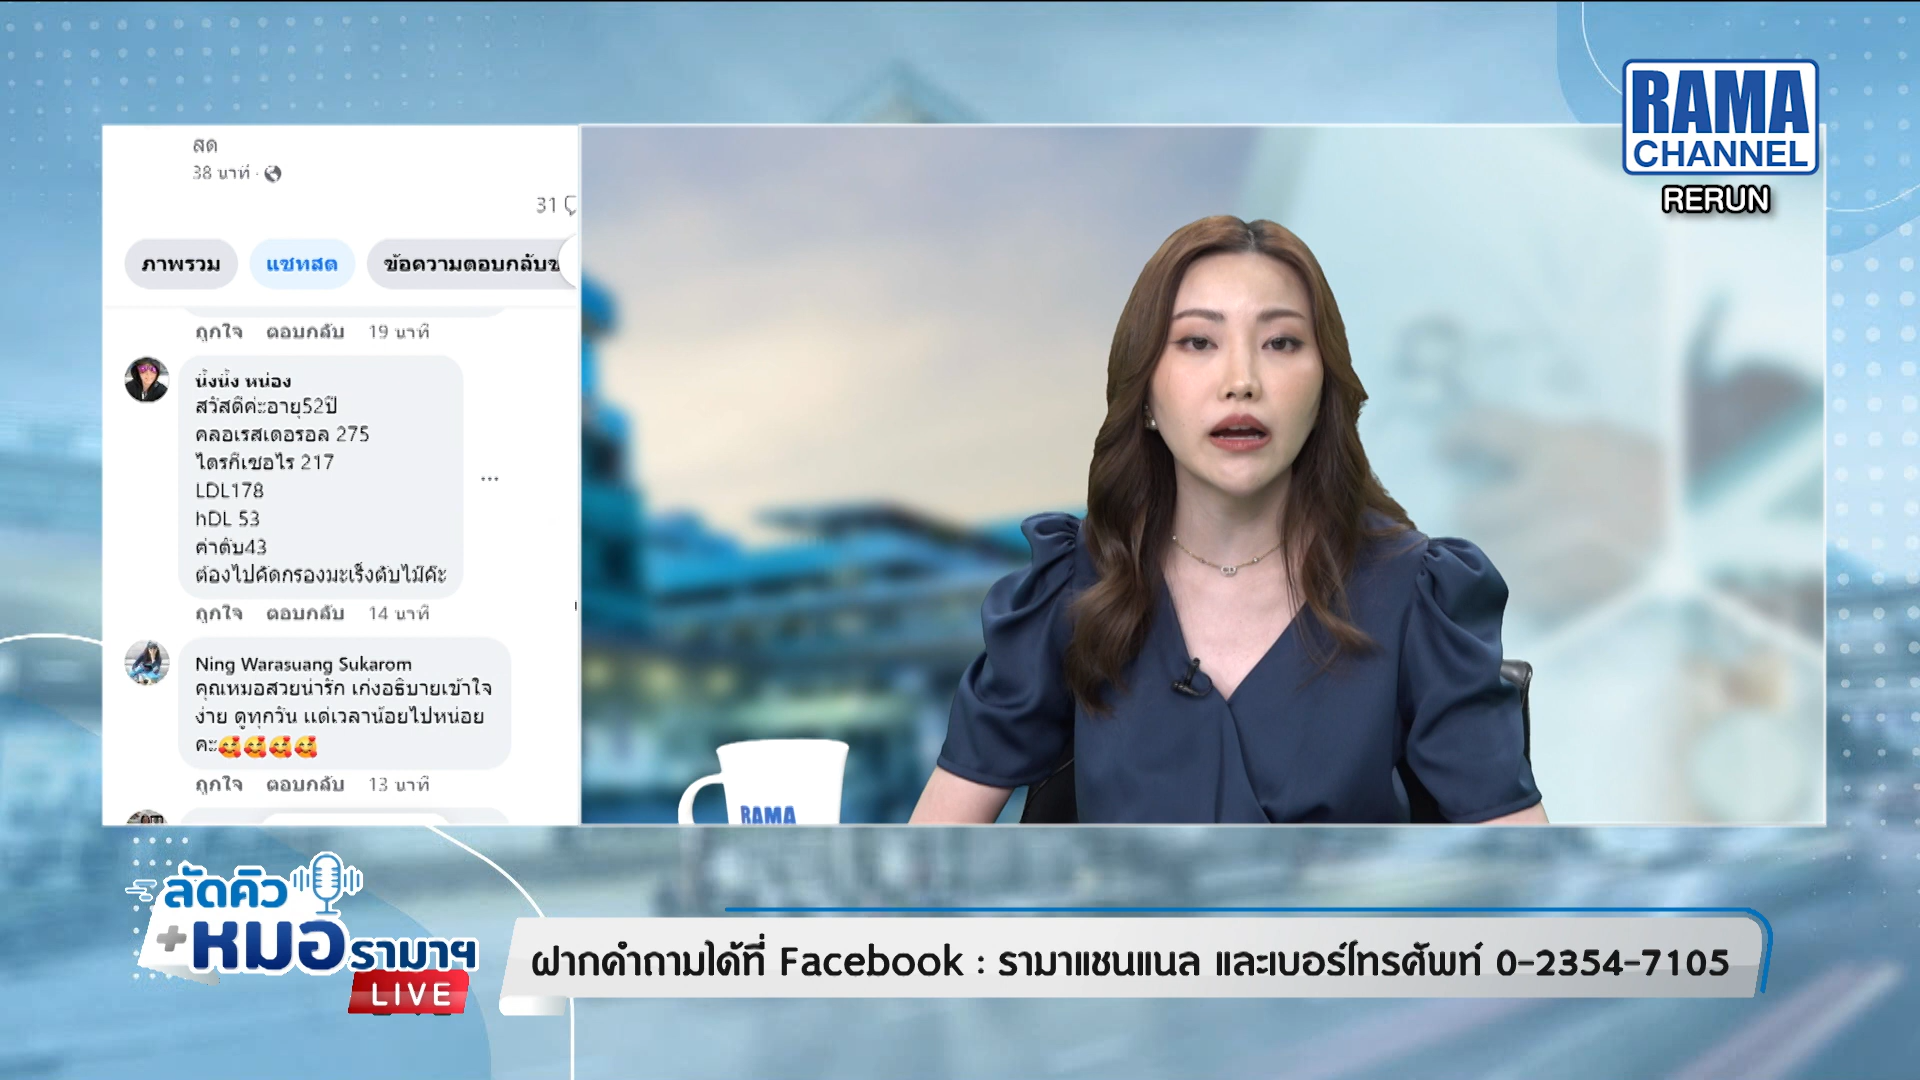 RAMA
CHANNEL
RERUN
สด
38 นาที ·
31
ภาพรวม
แชทสด
ข้อความตอบกลับข
ถูกใจ ตอบกลับ 19 นาที
นึ่งนึ้ง หน่อง
สวัสดีค่ะอายุ52ปี
คลอเรสเตอรอล 275
ไตรกีเซอไร 217
LDL178
hDL 53
ค่าตับ43
ต้องไปคัดกรองมะเร็งตับไม๊ค๊ะ
ถูกใจ ตอบกลับ 14 นาที
Ning Warasuang Sukarom
คุณหมอสวยน่ารัก เก่งอธิบายเข้าใจ
ง่าย ดูทุกวัน แต่เวลาน้อยไปหน่อย
คะ🥰🥰🥰🥰
ถูกใจ ตอบกลับ 13 นาที
RAMA
ลัดคิว
หมอรามาฯ
LIVE
ฝากคำถามได้ที่ Facebook : รามาแชนแนล และเบอร์โทรศัพท์ 0-2354-7105